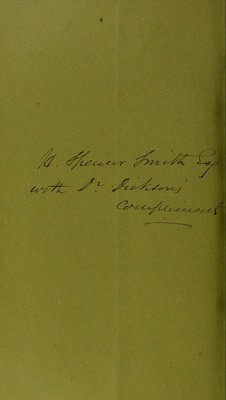 H. Spencer Smith Esq
with Dr. Dickson's
compliments